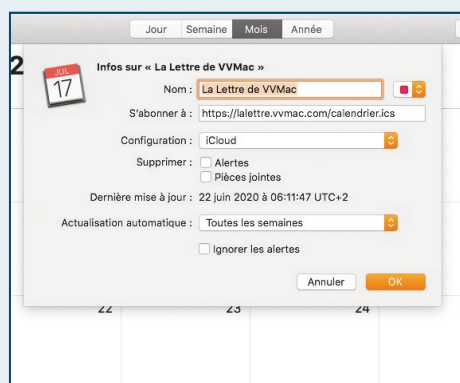 Jour Semaine Mois Année
2
JUL
17
Infos sur « La Lettre de VVMac »
Nom : La Lettre de VVMac
S'abonner à : https://lalettre.vvmac.com/calendrier.ics
Configuration : iCloud
Supprimer : Alertes
Pièces jointes
Dernière mise à jour : 22 juin 2020 à 06:11:47 UTC+2
Actualisation automatique : Toutes les semaines
Ignorer les alertes
Annuler OK
22 23 24